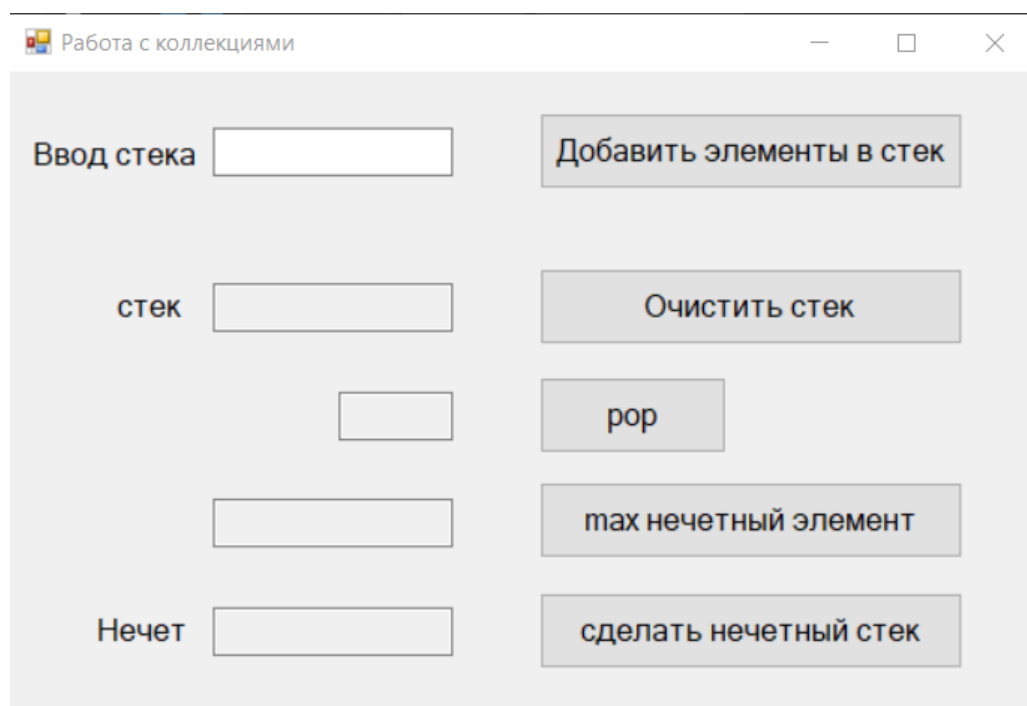 Работа с коллекциями
Ввод стека
Добавить элементы в стек
стек
Очистить стек
pop
max нечетный элемент
Нечет
сделать нечетный стек